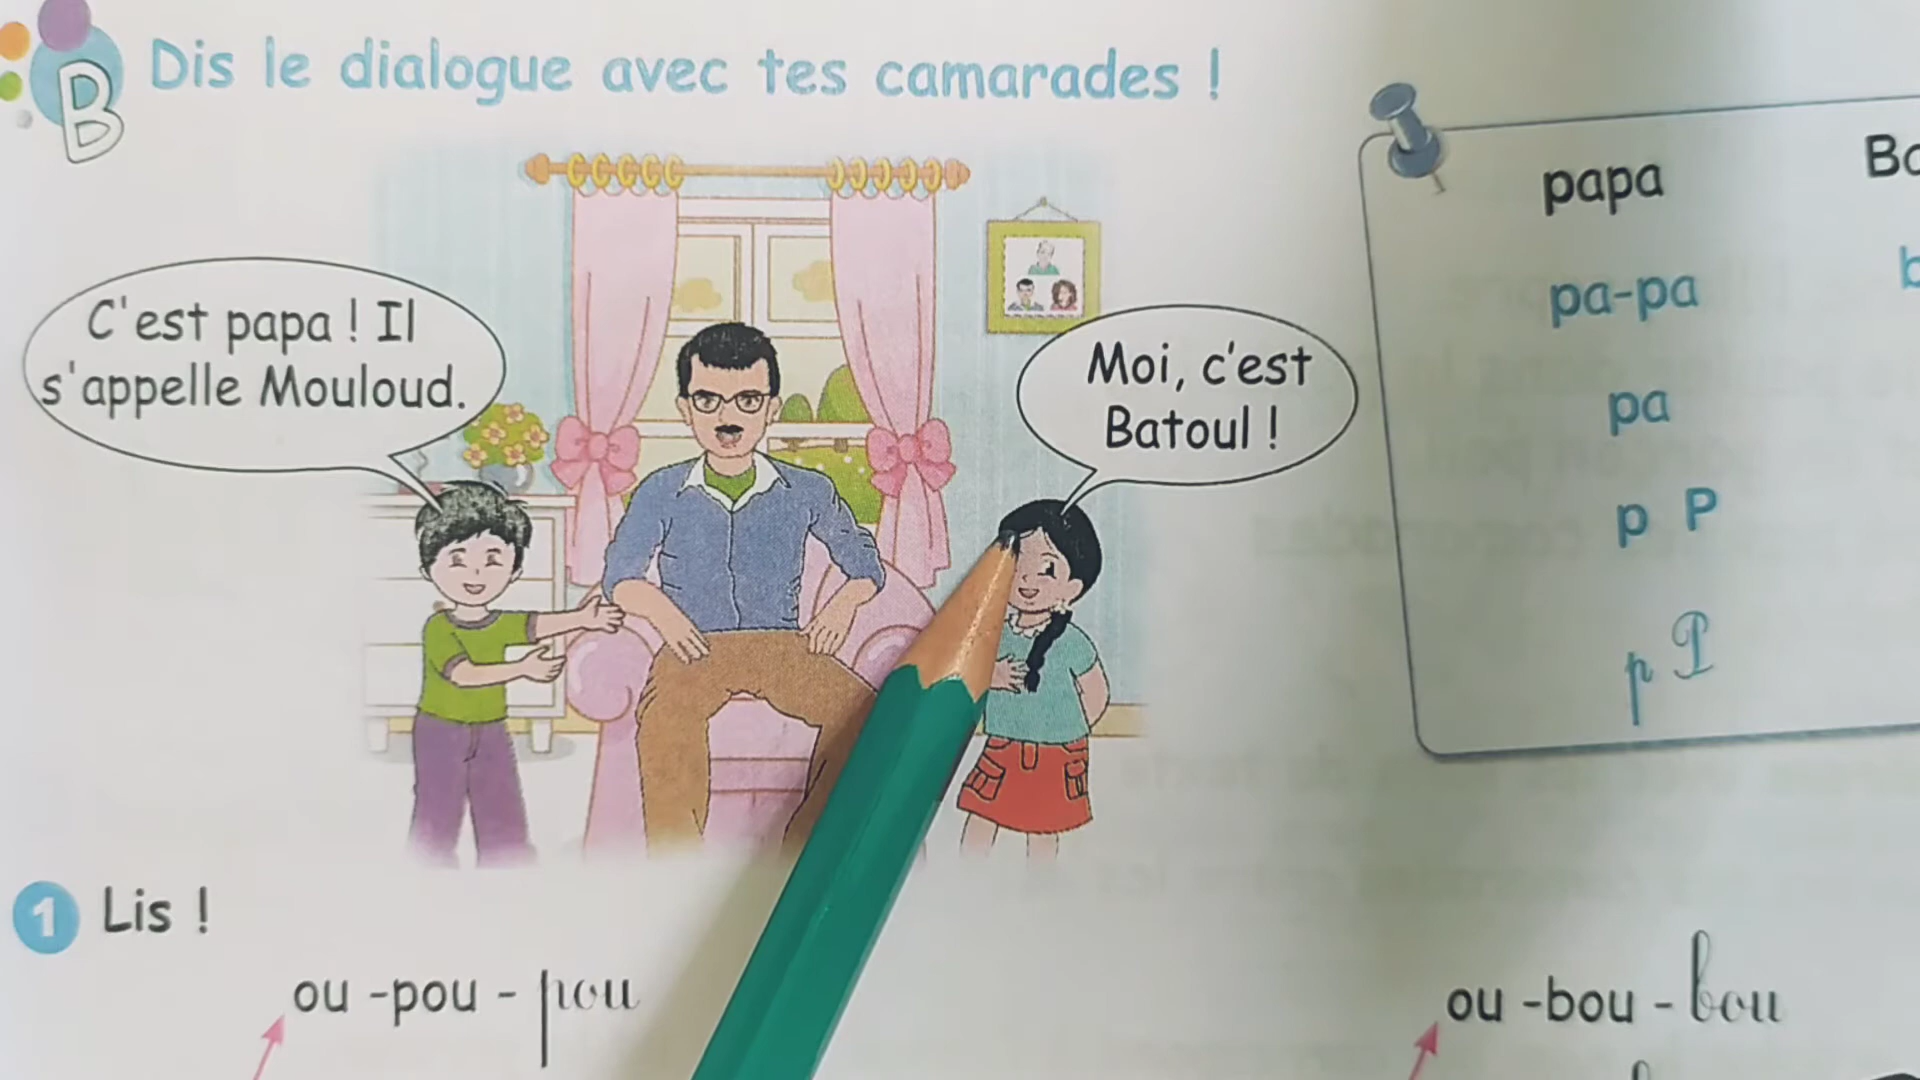 B
Dis le dialogue avec tes camarades !
C'est papa ! Il
s'appelle Mouloud.
Moi, c'est
Batoul !
papa
pa-pa
pa
p P
p P
1 Lis !
ou -pou - pou
ou -bou - bou